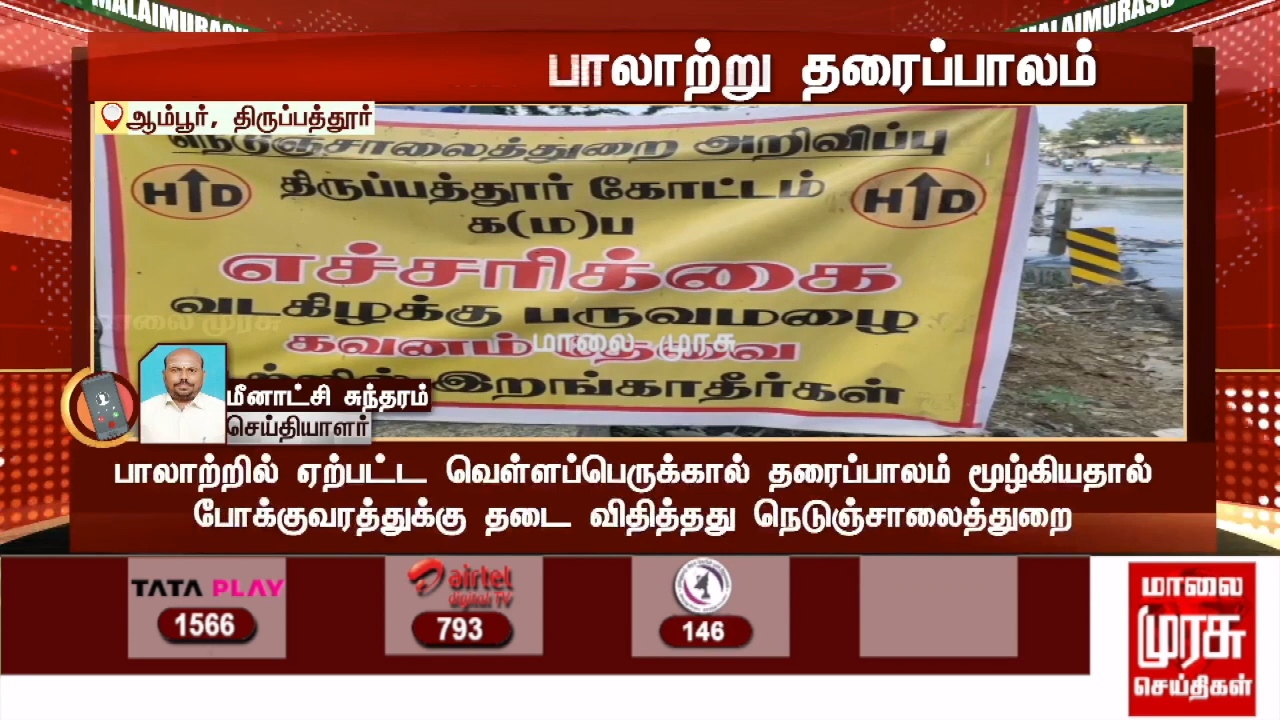 MALAIMURASU
MALAIMURASU
பாலாற்று தரைப்பாலம்
ஆம்பூர், திருப்பத்தூர்
நெடுஞ்சாலைத்துறை அறிவிப்பு
H D திருப்பத்தூர் கோட்டம் H D
க(ம)ப
எச்சரிக்கை
வடகிழக்கு பருவமழை
மாலை முரசு
கவனம் தேவை
மாலை முரசு
இறங்காதீர்கள்
மீனாட்சி சுந்தரம்
செய்தியாளர்
பாலாற்றில் ஏற்பட்ட வெள்ளப்பெருக்கால் தரைப்பாலம் மூழ்கியதால்
போக்குவரத்துக்கு தடை விதித்தது நெடுஞ்சாலைத்துறை
TATA PLAY
1566
airtel
digital TV
793
146
மாலை
முரசு
செய்திகள்